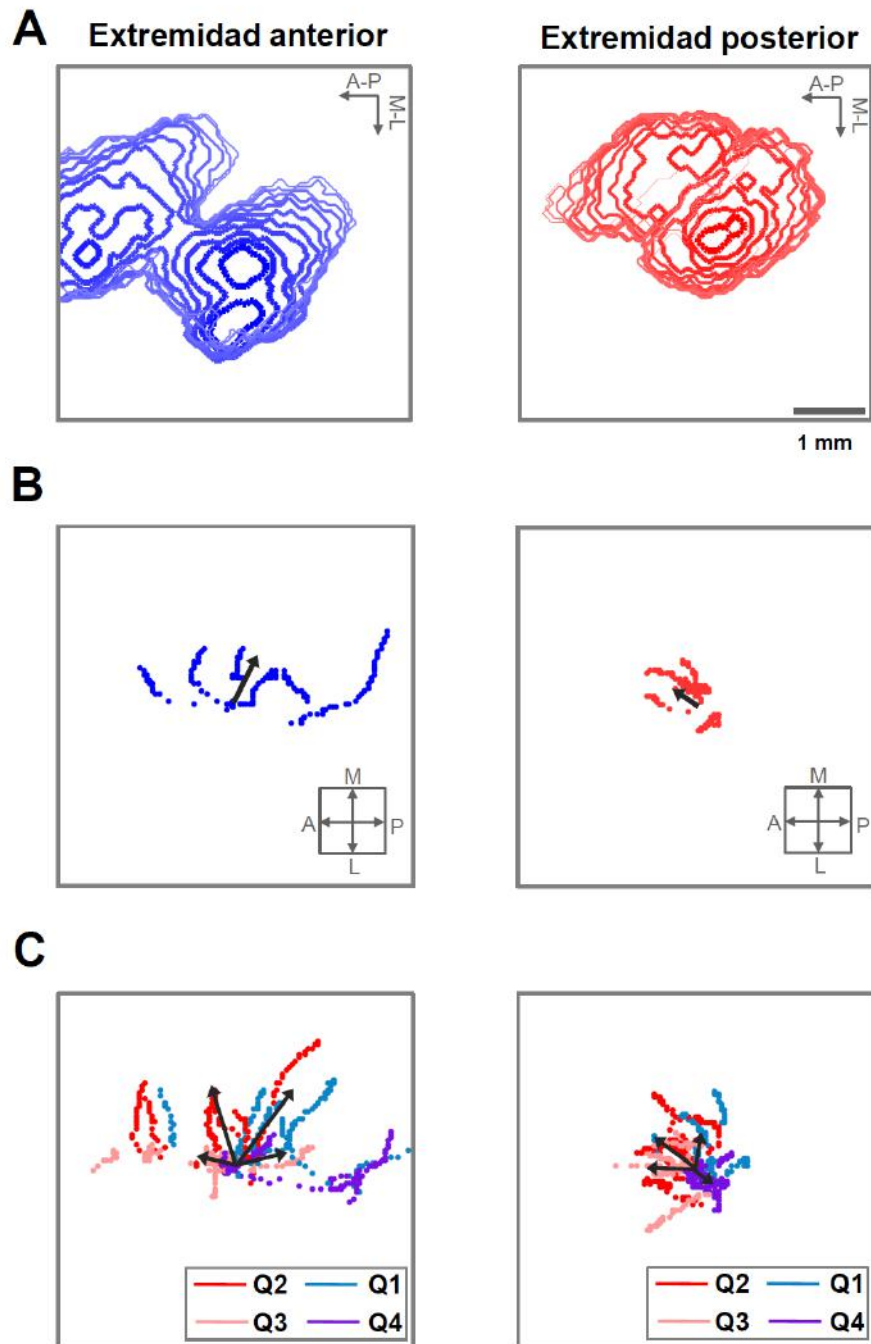 A
Extremidad anterior
Extremidad posterior
A-P
M-L
A-P
M-L
1 mm
B
M
A
P
L
M
A
P
L
C
Q2
Q1
Q3
Q4
Q2
Q1
Q3
Q4